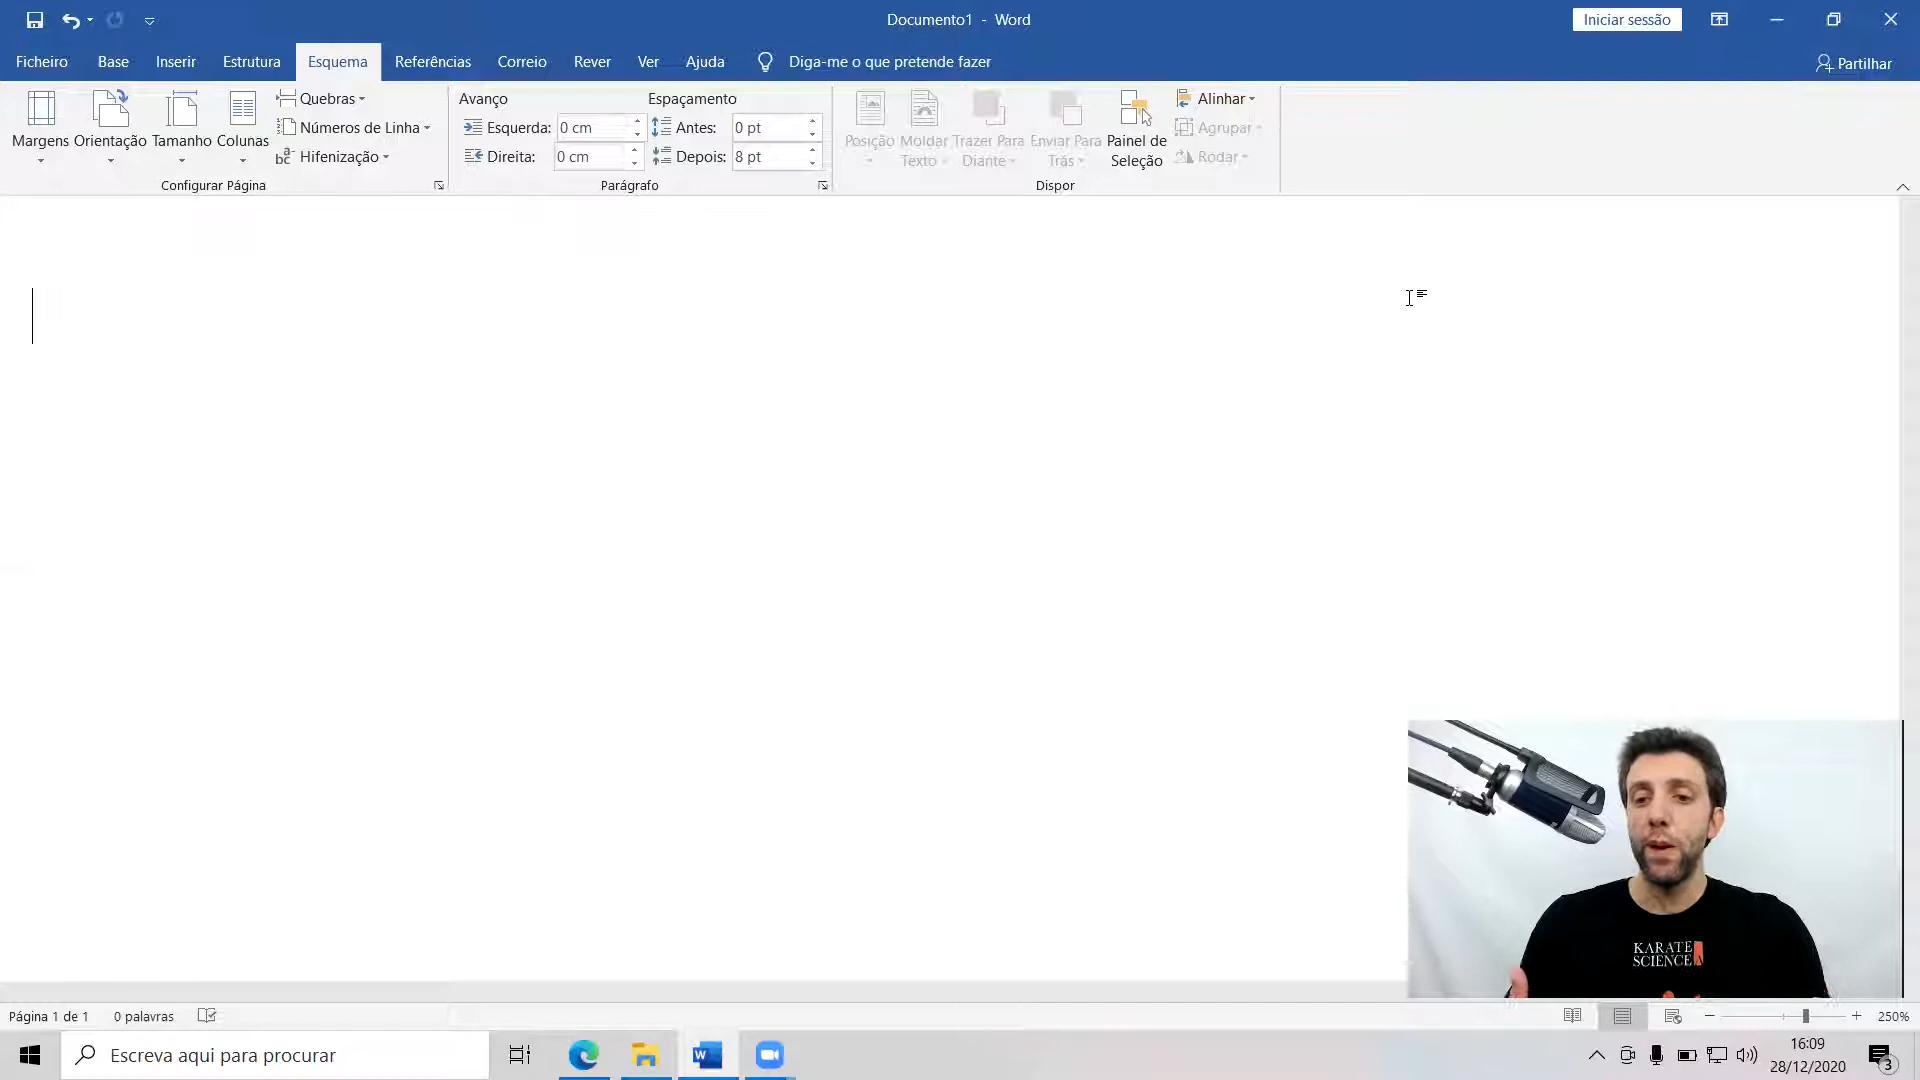 Documento1 - Word
Iniciar sessão
Ficheiro Base Inserir Estrutura Esquema Referências Correio Rever Ver Ajuda Diga-me o que pretende fazer Partilhar
Margens
Orientação
Tamanho
Colunas
Quebras
Números de Linha
Hifenização
Configurar Página
Avanço
Esquerda: 0 cm
Direita: 0 cm
Espaçamento
Antes: 0 pt
Depois: 8 pt
Parágrafo
Posição
Moldar
Texto
Trazer Para
Diante
Enviar Para
Trás
Painel de
Seleção
Alinhar
Agrupar
Rodar
Dispor
KARATE
SCIENCE
Página 1 de 1 0 palavras 250%
Escreva aqui para procurar
16:09
28/12/2020
3